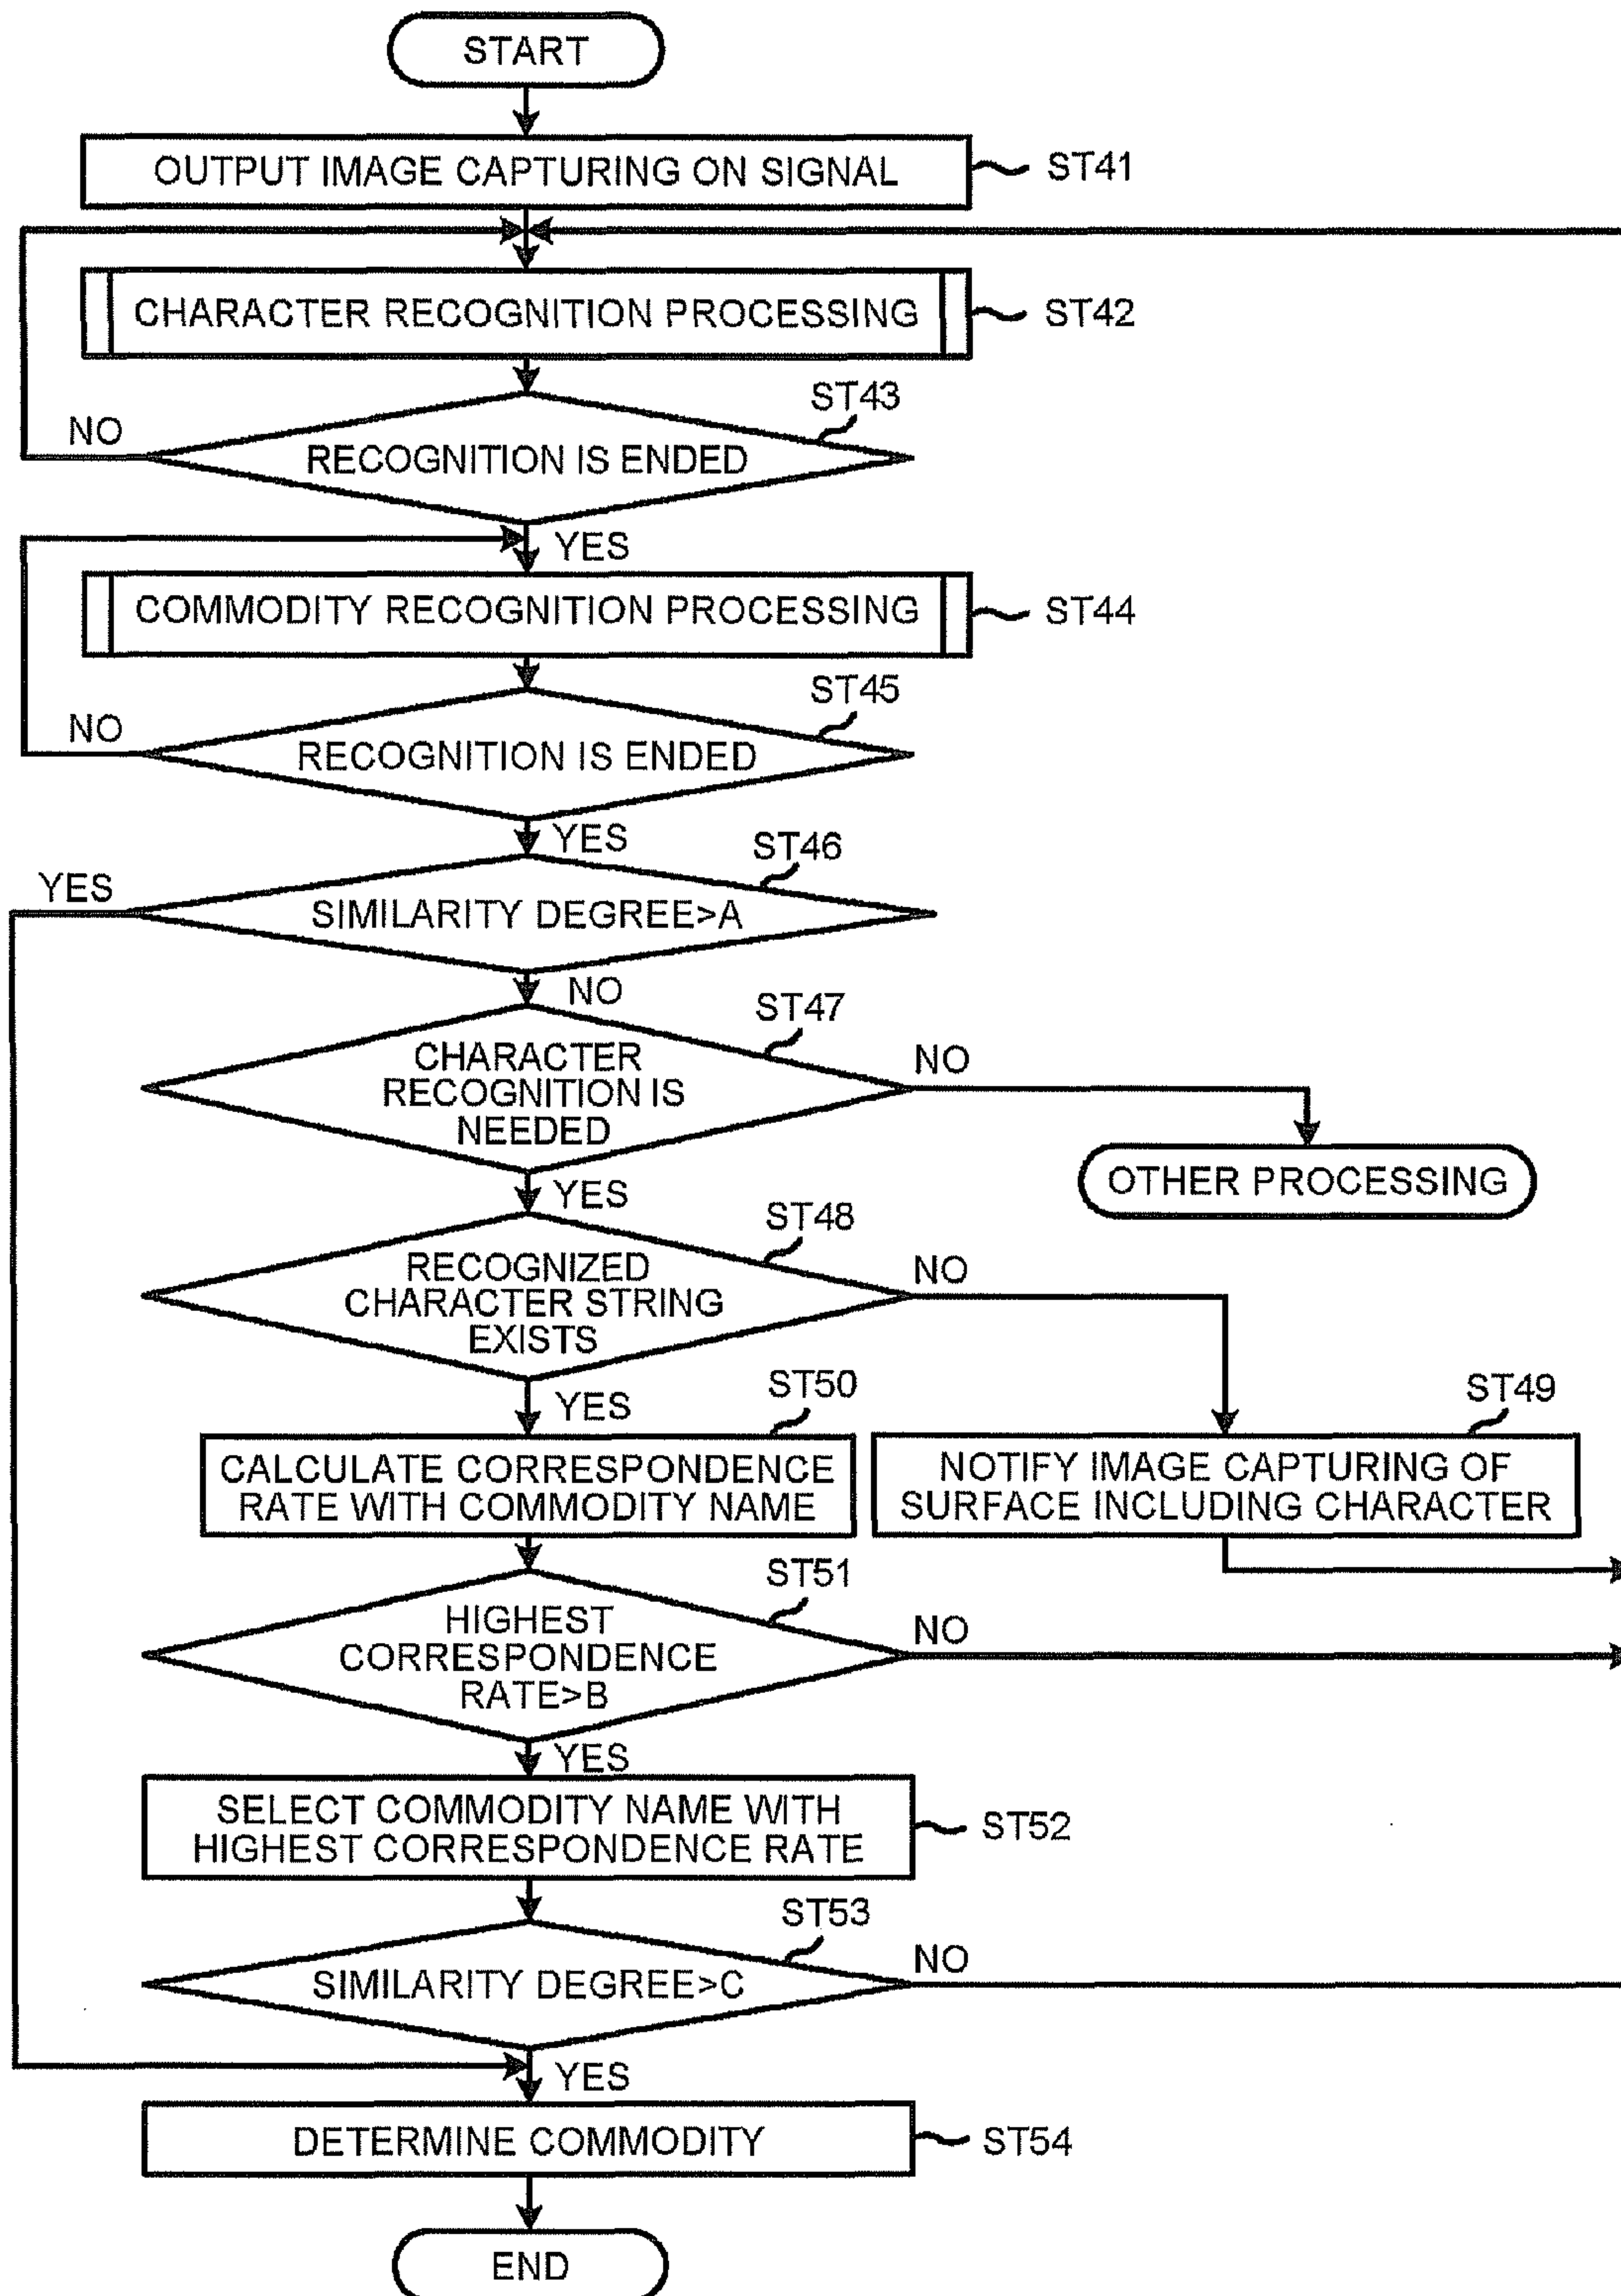 START
OUTPUT IMAGE CAPTURING ON SIGNAL
ST41
CHARACTER RECOGNITION PROCESSING
ST42
ST43
NO
RECOGNITION IS ENDED
YES
COMMODITY RECOGNITION PROCESSING
ST44
ST45
NO
RECOGNITION IS ENDED
YES
ST46
YES
SIMILARITY DEGREE>A
NO
ST47
CHARACTER
RECOGNITION IS
NEEDED
NO
OTHER PROCESSING
YES
ST48
RECOGNIZED
CHARACTER STRING
EXISTS
NO
YES
ST50
ST49
CALCULATE CORRESPONDENCE
RATE WITH COMMODITY NAME
NOTIFY IMAGE CAPTURING OF
SURFACE INCLUDING CHARACTER
ST51
HIGHEST
CORRESPONDENCE
RATE>B
NO
YES
SELECT COMMODITY NAME WITH
HIGHEST CORRESPONDENCE RATE
ST52
ST53
SIMILARITY DEGREE>C
NO
YES
DETERMINE COMMODITY
ST54
END